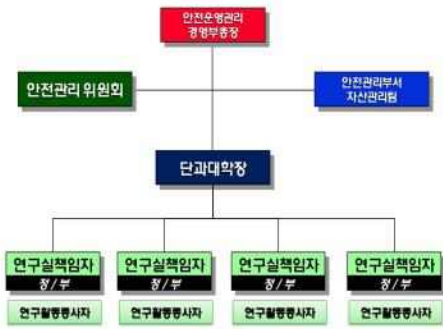 안전운영관리
경영부총장
안전관리 위원회
안전관리부서
자산관리팀
단과대학장
연구실책임자
정/부
연구활동종사자
연구실책임자
정/부
연구활동종사자
연구실책임자
정/부
연구활동종사자
연구실책임자
정/부
연구활동종사자